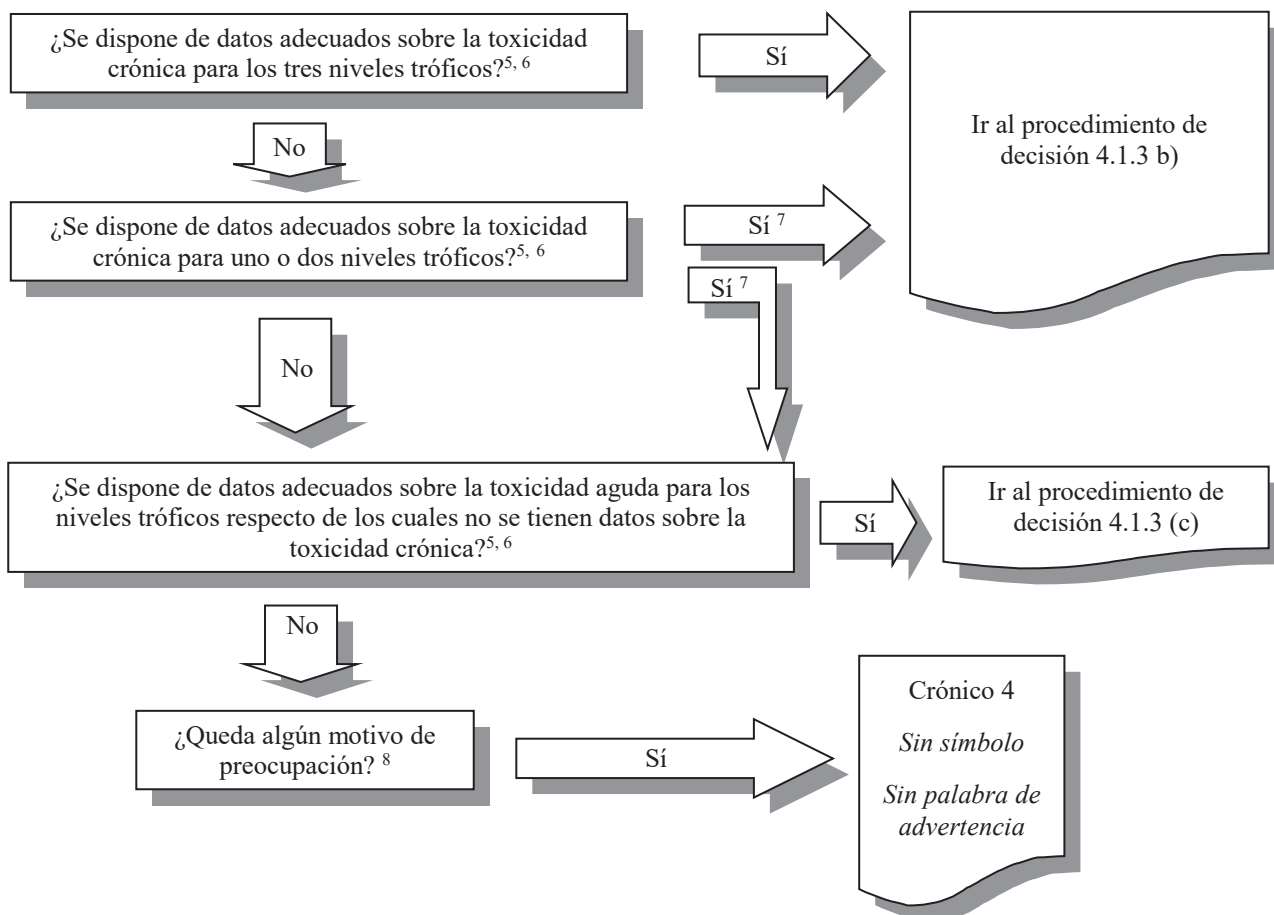 ¿Se dispone de datos adecuados sobre la toxicidad
crónica para los tres niveles tróficos?5, 6
Sí
Ir al procedimiento de
decisión 4.1.3 b)
No
¿Se dispone de datos adecuados sobre la toxicidad
crónica para uno o dos niveles tróficos?5, 6
Sí 7
Sí 7
No
¿Se dispone de datos adecuados sobre la toxicidad aguda para los
niveles tróficos respecto de los cuales no se tienen datos sobre la
toxicidad crónica?5, 6
Sí
Ir al procedimiento de
decisión 4.1.3 (c)
No
¿Queda algún motivo de
preocupación? 8
Sí
Crónico 4
Sin símbolo
Sin palabra de
advertencia